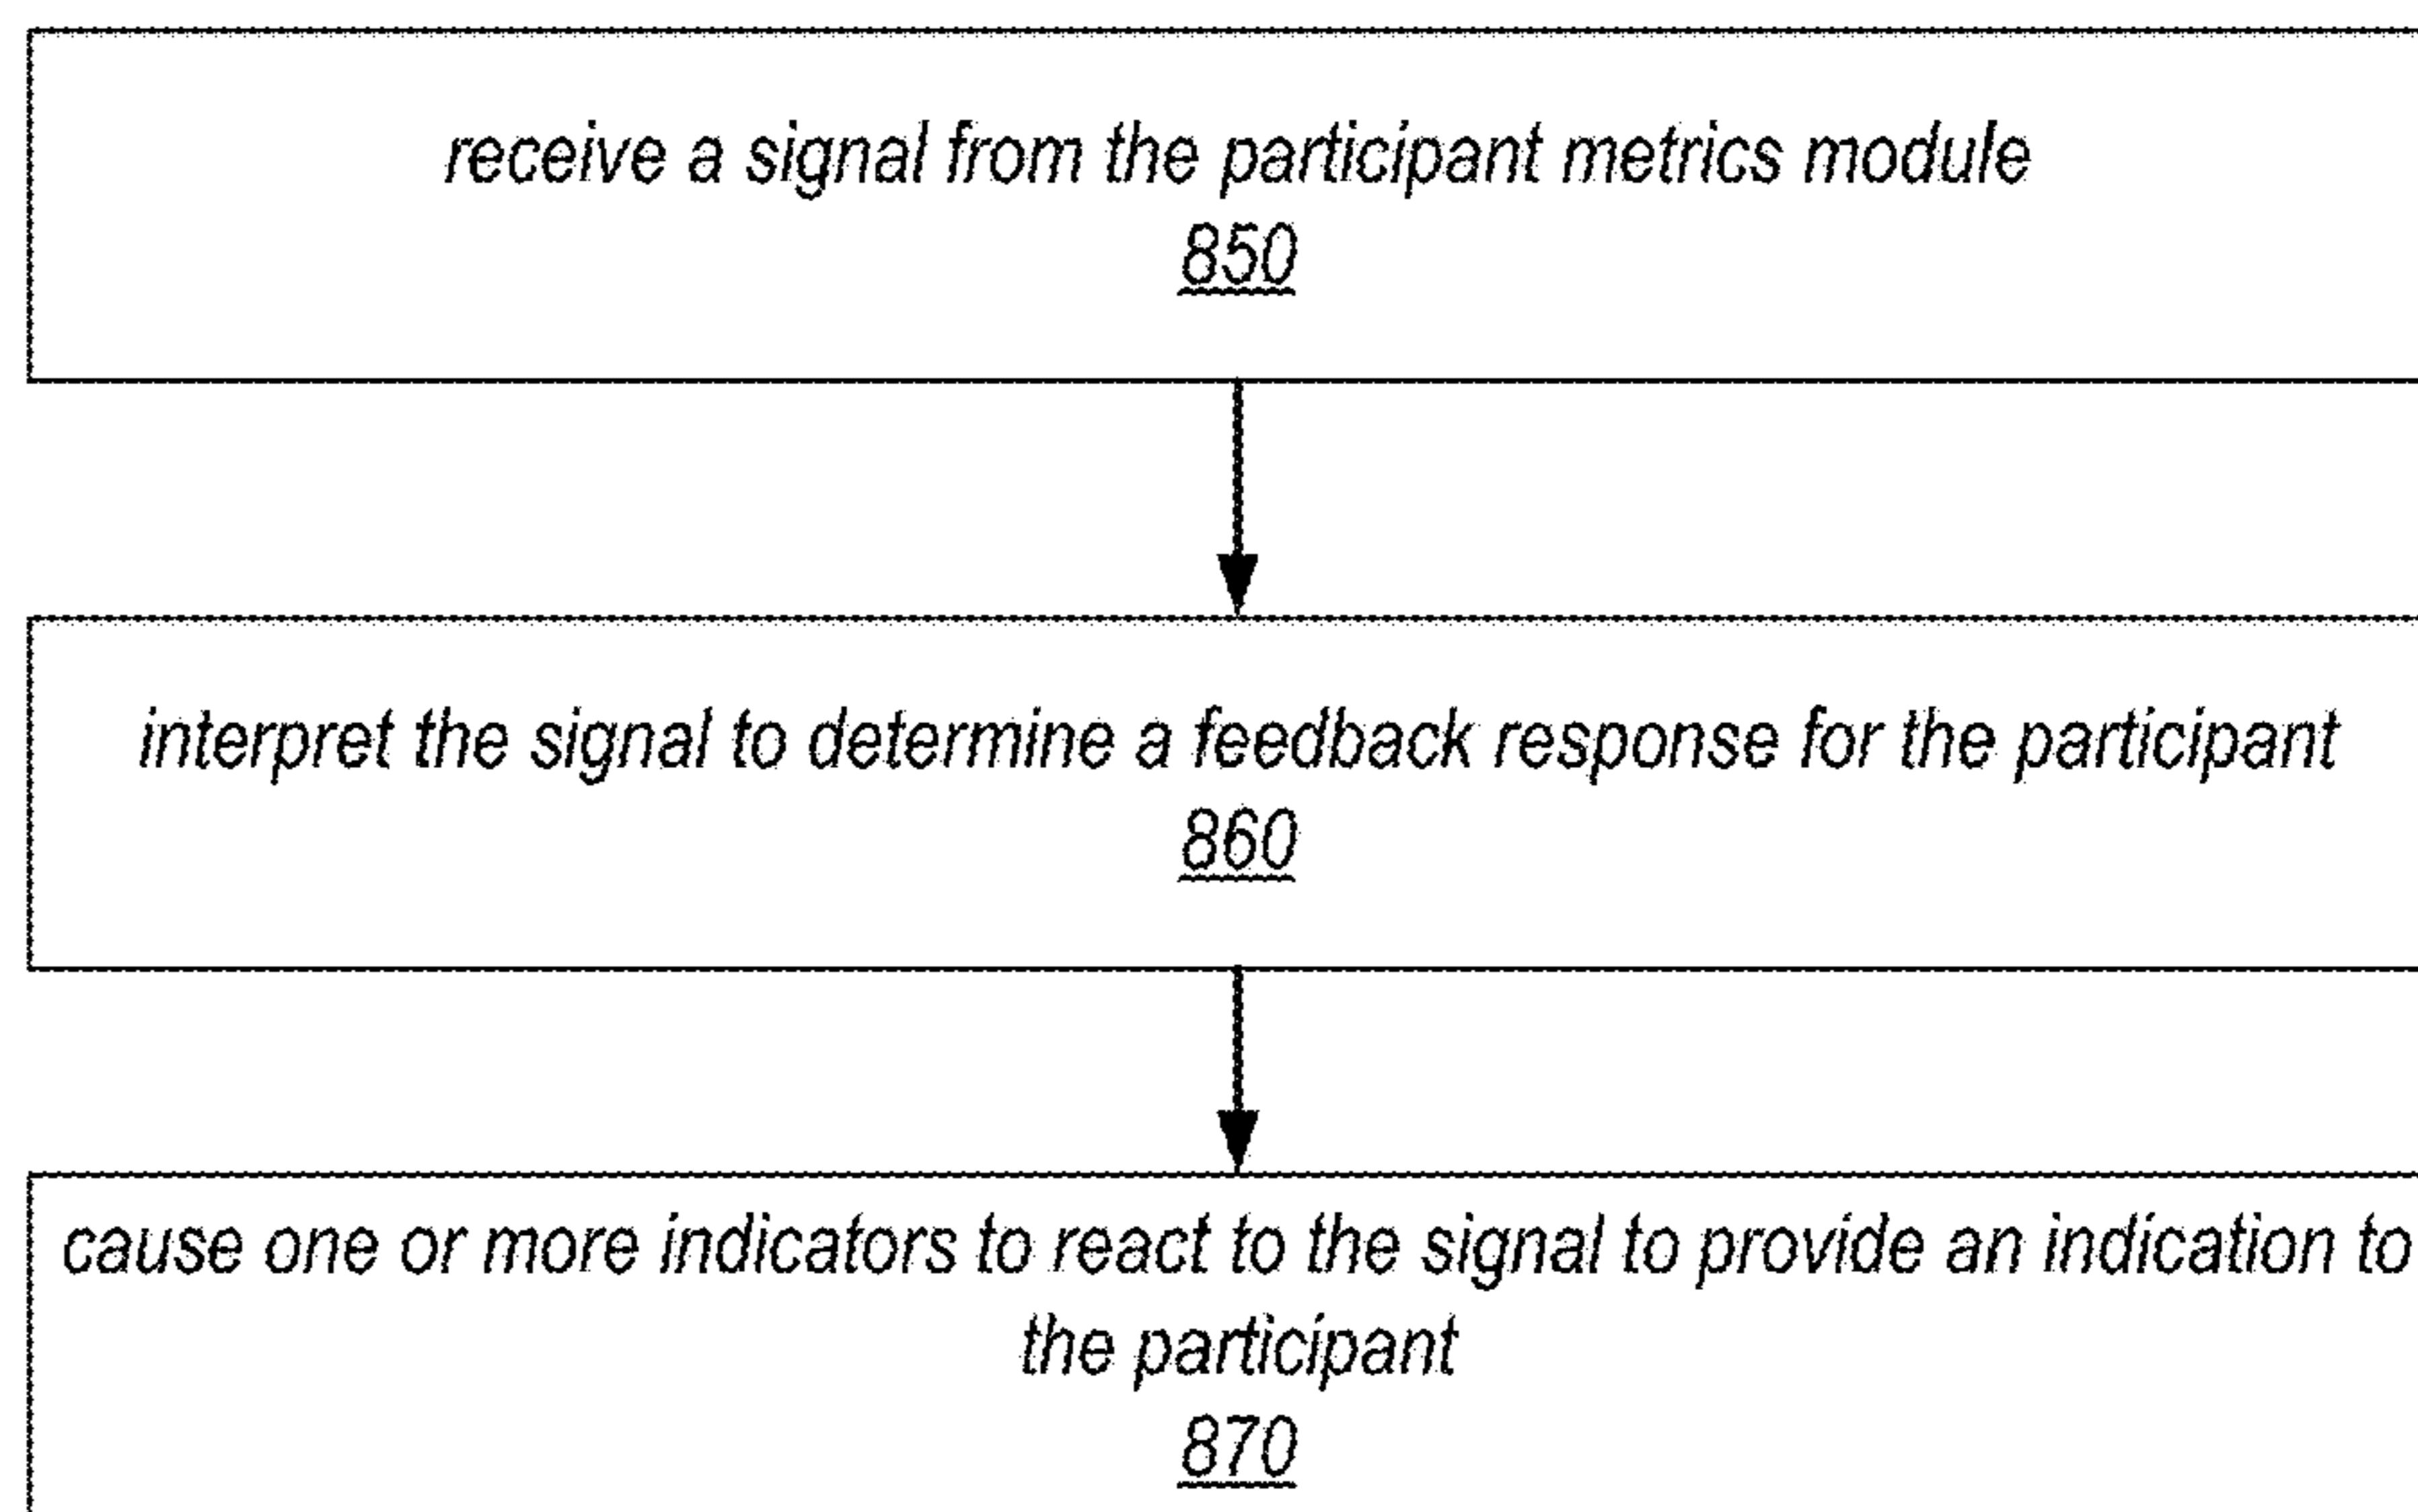 receive a signal from the participant metrics module
850
interpret the signal to determine a feedback response for the participant
860
cause one or more indicators to react to the signal to provide an indication to
the participant
870